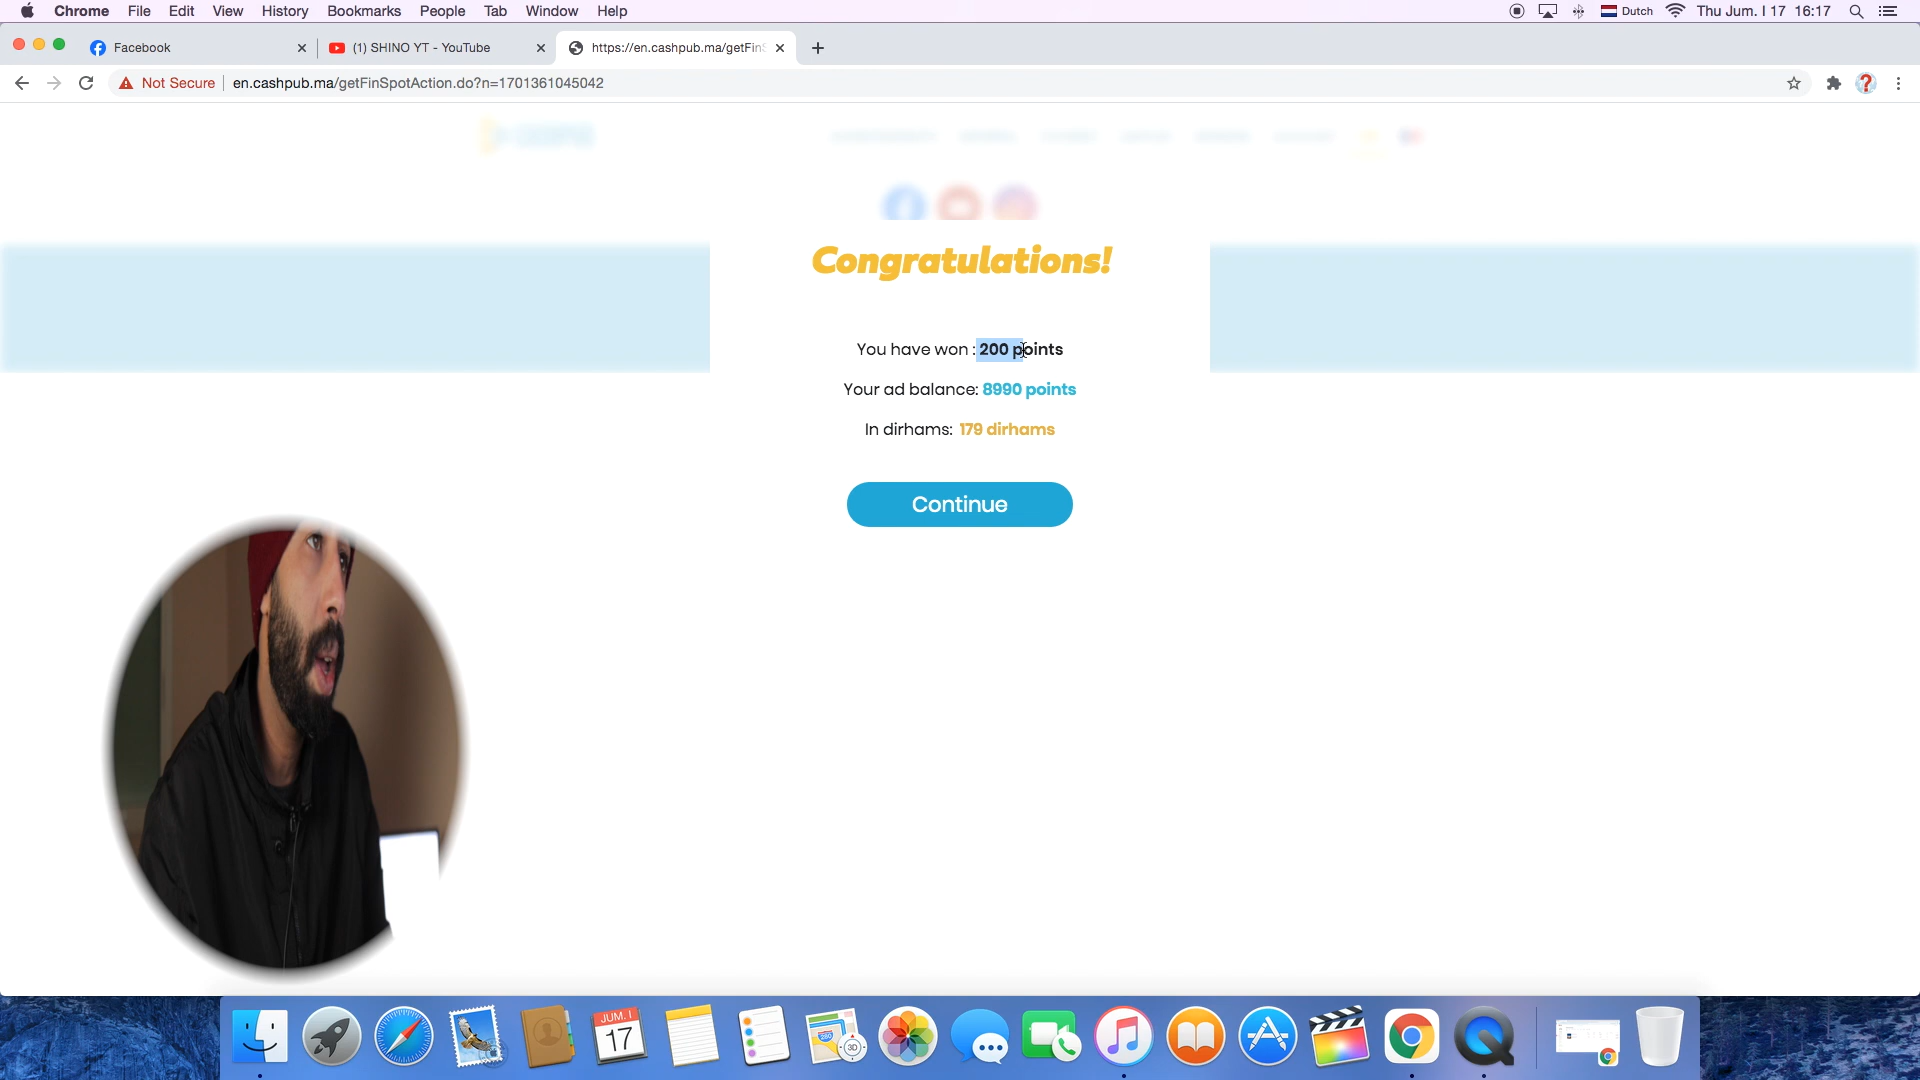 Chrome File Edit View History Bookmarks People Tab Window Help Dutch Thu Jum. I 17 16:17
Facebook (1) SHINO YT - YouTube https://en.cashpub.ma/getFinS
Not Secure en.cashpub.ma/getFinSpotAction.do?n=1701361045042
Congratulations!
You have won : 200 points
Your ad balance: 8990 points
In dirhams: 179 dirhams
Continue
JUM. I
17
3D